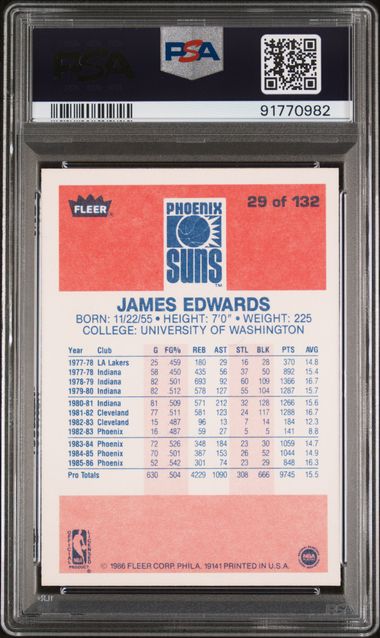 PSA
PSA
91770982
FLEER
PHOENIX
SUNS
TM
29 of 132
JAMES EDWARDS
BORN: 11/22/55 • HEIGHT: 7'0" • WEIGHT: 225
COLLEGE: UNIVERSITY OF WASHINGTON
Year Club G FG% REB AST STL BLK PTS AVG
1977-78 LA Lakers 25 459 180 29 16 28 370 14.8
1977-78 Indiana 58 450 435 56 37 50 892 15.4
1978-79 Indiana 82 501 693 92 60 109 1366 16.7
1979-80 Indiana 82 512 578 127 55 104 1287 15.7
1980-81 Indiana 81 509 571 212 32 128 1266 15.6
1981-82 Cleveland 77 511 581 123 24 117 1288 16.7
1982-83 Cleveland 15 487 96 13 7 14 184 12.3
1982-83 Phoenix 16 487 59 27 5 5 141 8.8
1983-84 Phoenix 72 526 348 184 23 30 1059 14.7
1984-85 Phoenix 70 501 387 153 26 52 1044 14.9
1985-86 Phoenix 52 542 301 74 23 29 848 16.3
Pro Totals 630 504 4229 1090 308 666 9745 15.5
OFFICIAL LICENSED
NBA
PRODUCT
NBA
© 1986 FLEER CORP. PHILA. 19141 PRINTED IN U.S.A.